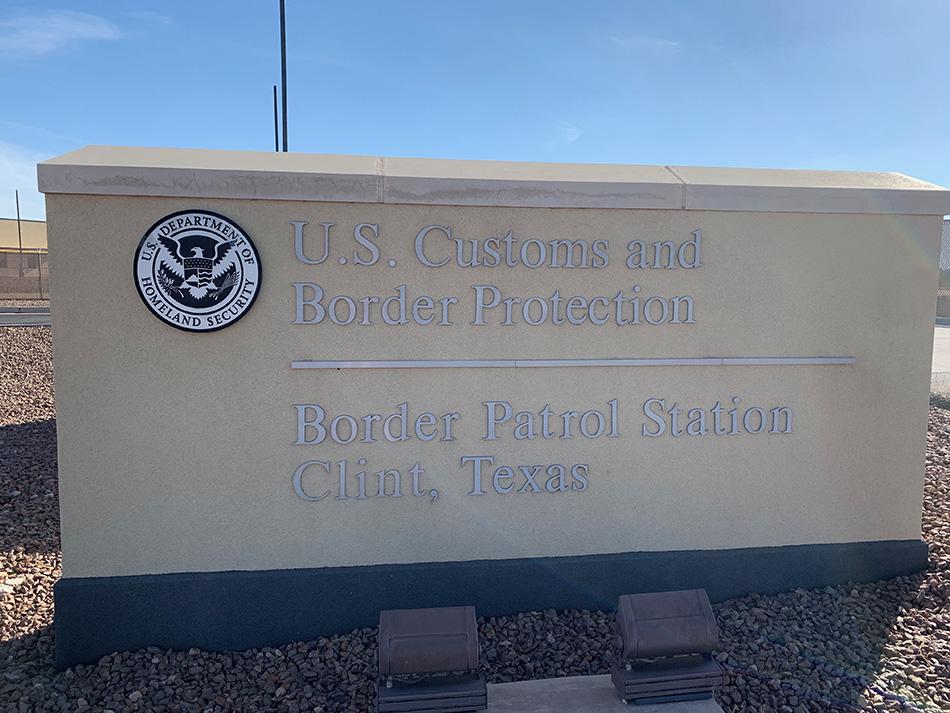 U.S. DEPARTMENT OF
HOMELAND SECURITY
U.S. Customs and
Border Protection
Border Patrol Station
Clint, Texas